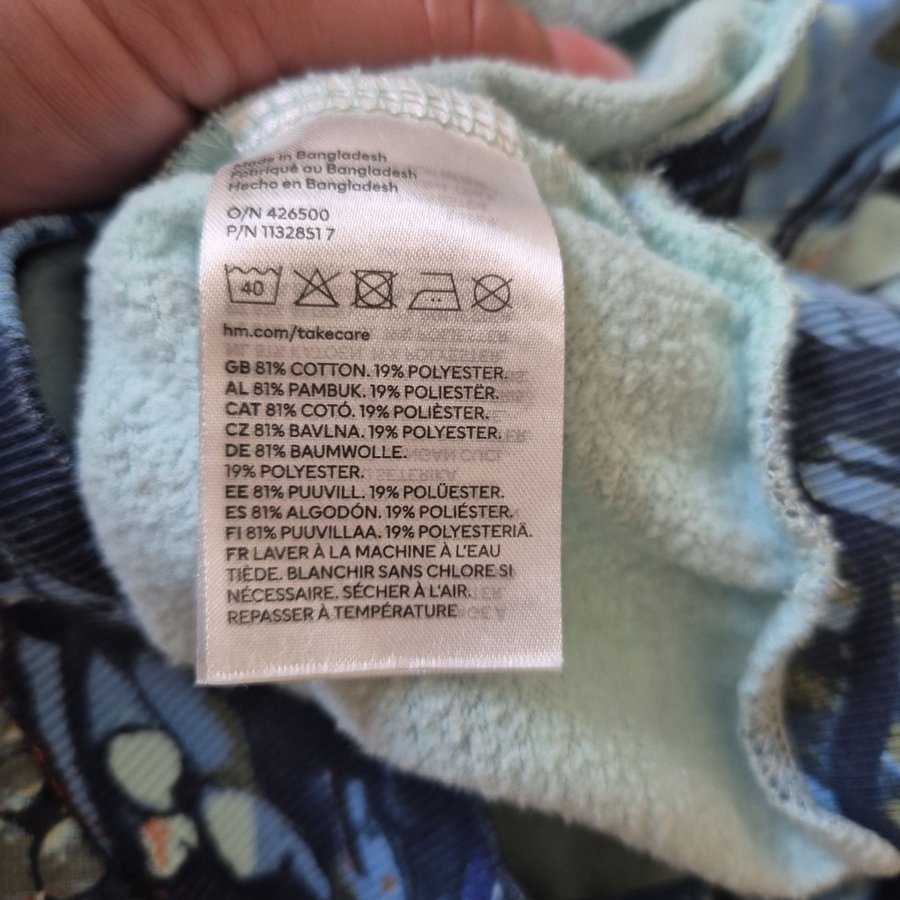 Made in Bangladesh
Fabriqué au Bangladesh
Hecho en Bangladesh
O/N 426500
P/N 1132851 7
40
hm.com/takecare
GB 81% COTTON. 19% POLYESTER.
AL 81% PAMBUK. 19% POLIESTËR.
CAT 81% COTÓ. 19% POLIÈSTER.
CZ 81% BAVLNA. 19% POLYESTER.
DE 81% BAUMWOLLE.
19% POLYESTER.
EE 81% PUUVILL. 19% POLÜESTER.
ES 81% ALGODÓN. 19% POLIÉSTER.
FI 81% PUUVILLAA. 19% POLYESTERIÄ.
FR LAVER À LA MACHINE À L'EAU
TIÈDE. BLANCHIR SANS CHLORE SI
NÉCESSAIRE. SÉCHER À L'AIR.
REPASSER À TEMPÉRATURE